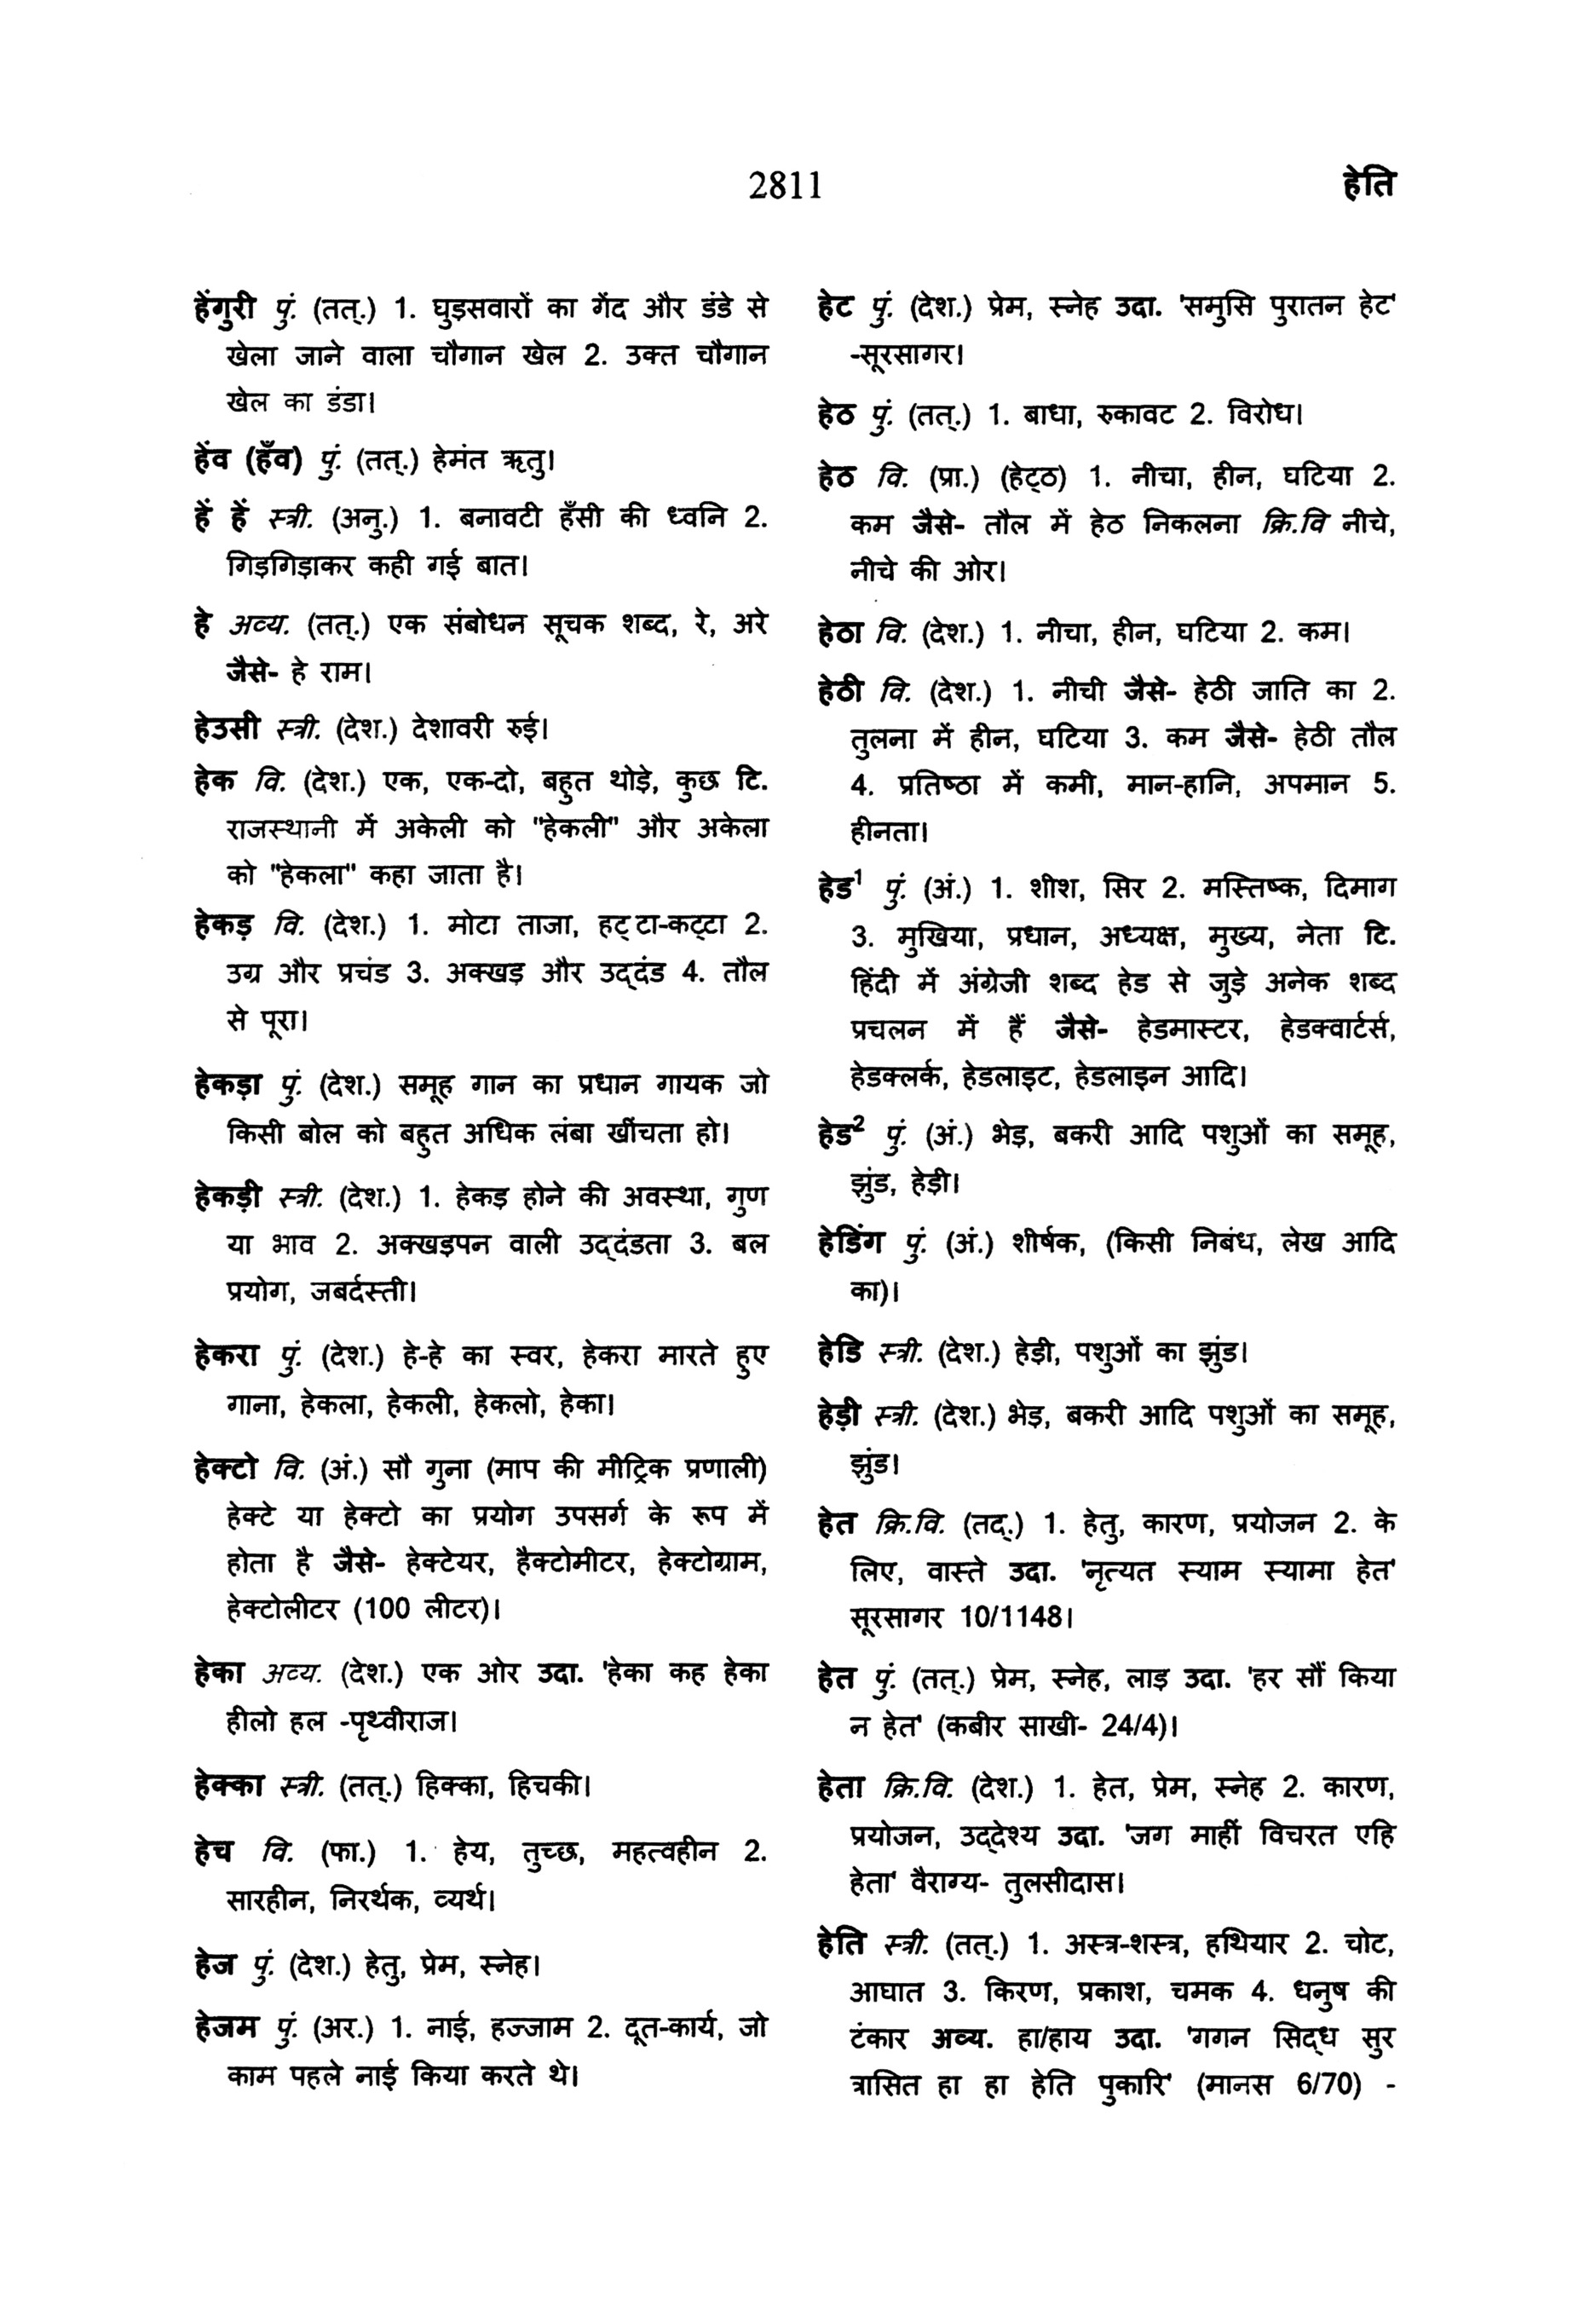 2811
हेति
हेंगुरी पुं. (तत्.) 1. घुड़सवारों का गेंद और डंडे से
खेला जाने वाला चौगान खेल 2. उक्त चौगान
खेल का डंडा।
हेंव (हँव) पुं. (तत्.) हेमंत ऋतु।
हें हें स्त्री. (अनु.) 1. बनावटी हँसी की ध्वनि 2.
गिड़गिड़ाकर कही गई बात।
हे अव्य. (तत्.) एक संबोधन सूचक शब्द, रे, अरे
जैसे- हे राम।
हेउसी स्त्री. (देश.) देशावरी रुई।
हेक वि. (देश.) एक, एक-दो, बहुत थोड़े, कुछ टि.
राजस्थानी में अकेली को "हेकली" और अकेला
को "हेकला" कहा जाता है।
हेकड़ वि. (देश.) 1. मोटा ताजा, हट्टा-कट्टा 2.
उग्र और प्रचंड 3. अक्खड़ और उद्दंड 4. तौल
से पूरा।
हेकड़ा पुं. (देश.) समूह गान का प्रधान गायक जो
किसी बोल को बहुत अधिक लंबा खींचता हो।
हेकड़ी स्त्री. (देश.) 1. हेकड़ होने की अवस्था, गुण
या भाव 2. अक्खड़पन वाली उद्दंडता 3. बल
प्रयोग, जबर्दस्ती।
हेकरा पुं. (देश.) हे-हे का स्वर, हेकरा मारते हुए
गाना, हेकला, हेकली, हेकलो, हेका।
हेक्टो वि. (अं.) सौ गुना (माप की मीट्रिक प्रणाली)
हेक्टे या हेक्टो का प्रयोग उपसर्ग के रूप में
होता है जैसे- हेक्टेयर, हैक्टोमीटर, हेक्टोग्राम,
हेक्टोलीटर (100 लीटर)।
हेका अव्य. (देश.) एक ओर उदा. 'हेका कह हेका
हीलो हल -पृथ्वीराज।
हेक्का स्त्री. (तत्.) हिक्का, हिचकी।
हेच वि. (फा.) 1. हेय, तुच्छ, महत्वहीन 2.
सारहीन, निरर्थक, व्यर्थ।
हेज पुं. (देश.) हेतु, प्रेम, स्नेह।
हेजम पुं. (अर.) 1. नाई, हज्जाम 2. दूत-कार्य, जो
काम पहले नाई किया करते थे।
हेट पुं. (देश.) प्रेम, स्नेह उदा. 'समुसि पुरातन हेट'
-सूरसागर।
हेठ पुं. (तत्.) 1. बाधा, रुकावट 2. विरोध।
हेठ वि. (प्रा.) (हेट्ठ) 1. नीचा, हीन, घटिया 2.
कम जैसे- तौल में हेठ निकलना क्रि.वि नीचे,
नीचे की ओर।
हेठा वि. (देश.) 1. नीचा, हीन, घटिया 2. कम।
हेठी वि. (देश.) 1. नीची जैसे- हेठी जाति का 2.
तुलना में हीन, घटिया 3. कम जैसे- हेठी तौल
4. प्रतिष्ठा में कमी, मान-हानि, अपमान 5.
हीनता।
हेड¹ पुं. (अं.) 1. शीश, सिर 2. मस्तिष्क, दिमाग
3. मुखिया, प्रधान, अध्यक्ष, मुख्य, नेता टि.
हिंदी में अंग्रेजी शब्द हेड से जुड़े अनेक शब्द
प्रचलन में हैं जैसे- हेडमास्टर, हेडक्वार्टर्स,
हेडक्लर्क, हेडलाइट, हेडलाइन आदि।
हेड² पुं. (अं.) भेड़, बकरी आदि पशुओं का समूह,
झुंड, हेड़ी।
हेडिंग पुं. (अं.) शीर्षक, (किसी निबंध, लेख आदि
का)।
हेडि स्त्री. (देश.) हेड़ी, पशुओं का झुंड।
हेड़ी स्त्री. (देश.) भेड़, बकरी आदि पशुओं का समूह,
झुंड।
हेत क्रि.वि. (तद्.) 1. हेतु, कारण, प्रयोजन 2. के
लिए, वास्ते उदा. 'नृत्यत स्याम स्यामा हेत'
सूरसागर 10/1148।
हेत पुं. (तत्.) प्रेम, स्नेह, लाड़ उदा. 'हर सौं किया
न हेत' (कबीर साखी- 24/4)।
हेता क्रि.वि. (देश.) 1. हेत, प्रेम, स्नेह 2. कारण,
प्रयोजन, उद्देश्य उदा. 'जग माहीं विचरत एहि
हेता' वैराग्य- तुलसीदास।
हेति स्त्री. (तत्.) 1. अस्त्र-शस्त्र, हथियार 2. चोट,
आघात 3. किरण, प्रकाश, चमक 4. धनुष की
टंकार अव्य. हा/हाय उदा. 'गगन सिद्ध सुर
त्रासित हा हा हेति पुकारि' (मानस 6/70) -